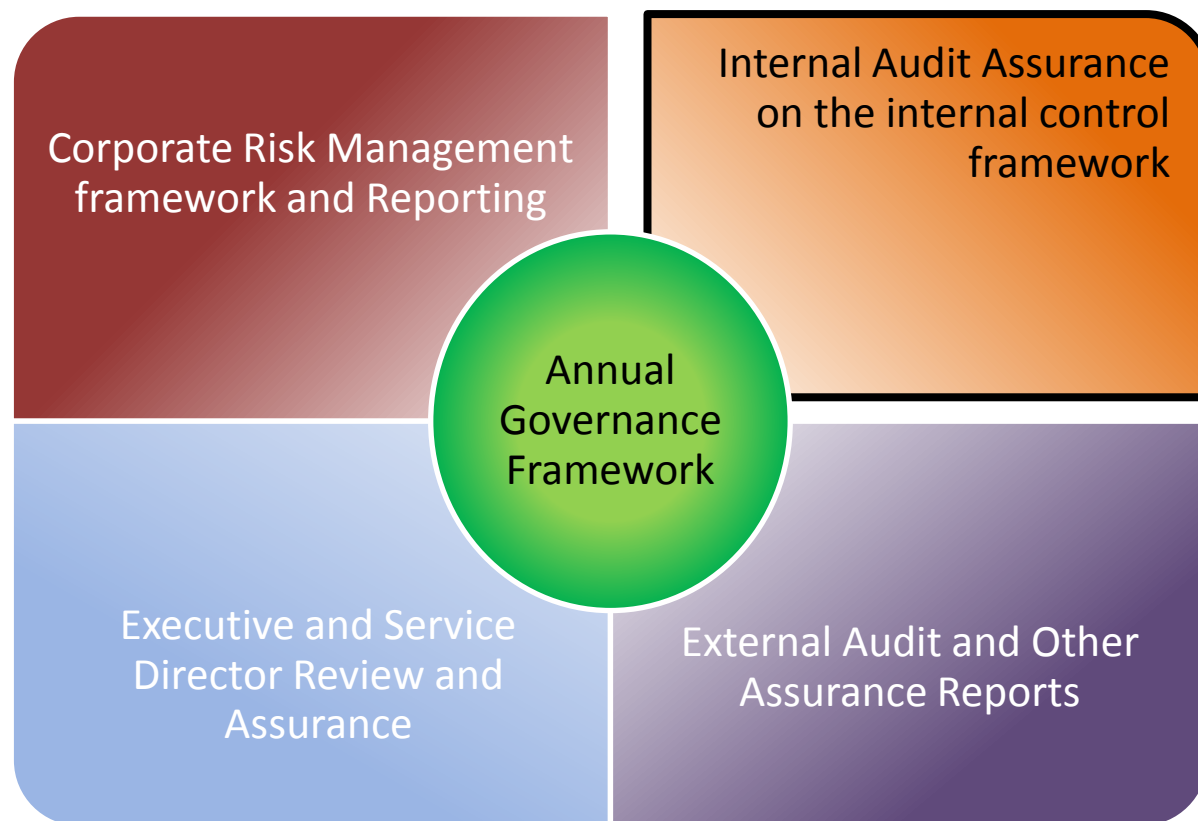 Corporate Risk Management
framework and Reporting
Internal Audit Assurance
on the internal control
framework
Annual
Governance
Framework
Executive and Service
Director Review and
Assurance
External Audit and Other
Assurance Reports